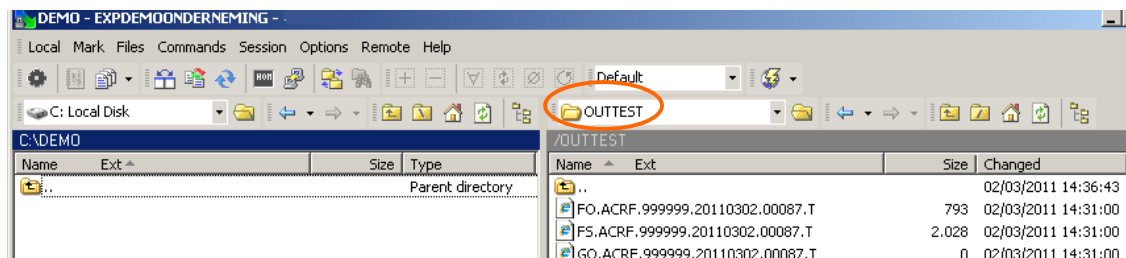 DEMO - EXPDEMOONDERNEMING -
Local Mark Files Commands Session Options Remote Help
Default
C: Local Disk OUTTEST
C:\DEMO /OUTTEST
Name Ext Size Type Name Ext Size Changed
.. Parent directory .. 02/03/2011 14:36:43
FO.ACRF.999999.20110302.00087.T 793 02/03/2011 14:31:00
FS.ACRF.999999.20110302.00087.T 2.028 02/03/2011 14:31:00
GO.ACRF.999999.20110302.00087.T 0 02/03/2011 14:31:00